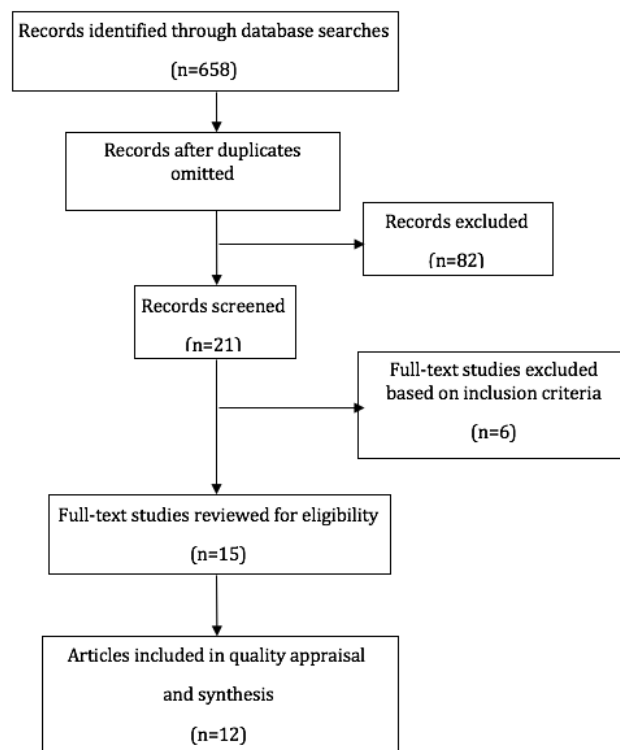 Records identified through database searches
(n=658)
Records after duplicates
omitted
Records excluded
(n=82)
Records screened
(n=21)
Full-text studies excluded
based on inclusion criteria
(n=6)
Full-text studies reviewed for eligibility
(n=15)
Articles included in quality appraisal
and synthesis
(n=12)